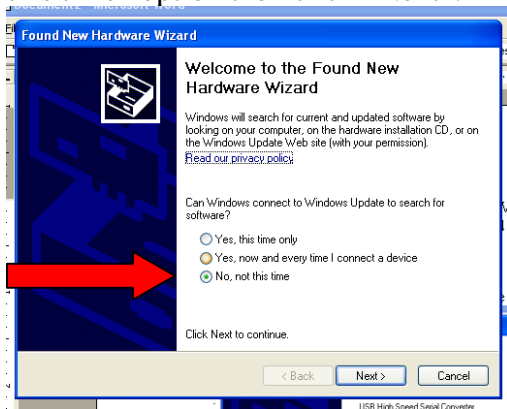 Found New Hardware Wizard
Welcome to the Found New
Hardware Wizard
Windows will search for current and updated software by
looking on your computer, on the hardware installation CD, or on
the Windows Update Web site (with your permission).
Read our privacy policy
Can Windows connect to Windows Update to search for
software?
Yes, this time only
Yes, now and every time I connect a device
No, not this time
Click Next to continue.
< Back
Next >
Cancel
USB High Speed Serial Converter